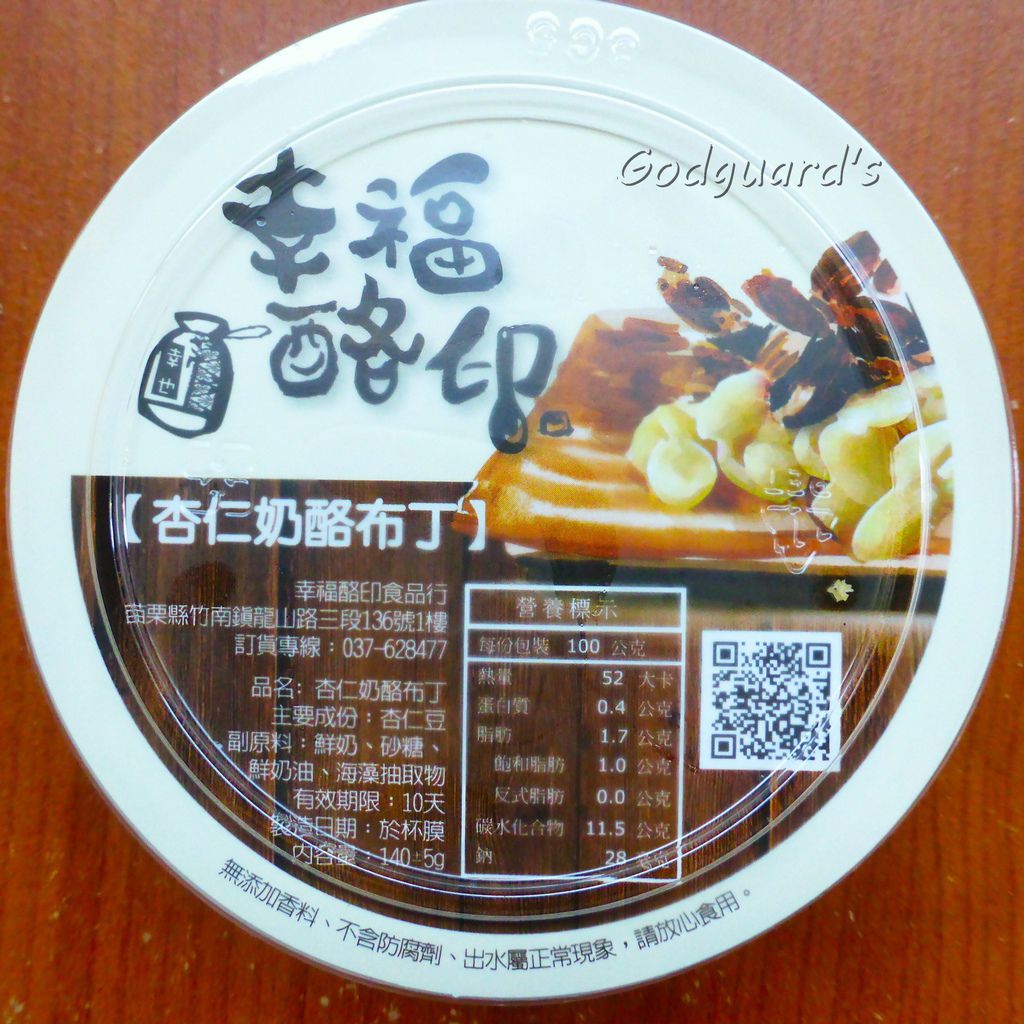 Godguard's
幸福
酪印
【杏仁奶酪布丁】
幸福酪印食品行
苗栗縣竹南鎮龍山路三段136號1樓
訂貨專線：037-628477
品名：杏仁奶酪布丁
主要成份：杏仁豆
副原料：鮮奶、砂糖、
鮮奶油、海藻抽取物
有效期限：10天
製造日期：於杯膜
內容量：140±5g
營養標示
每份包裝 100 公克
熱量 52 大卡
蛋白質 0.4 公克
脂肪 1.7 公克
飽和脂肪 1.0 公克
反式脂肪 0.0 公克
碳水化合物 11.5 公克
鈉 28 毫克
無添加香料、不含防腐劑、出水屬正常現象，請放心食用。